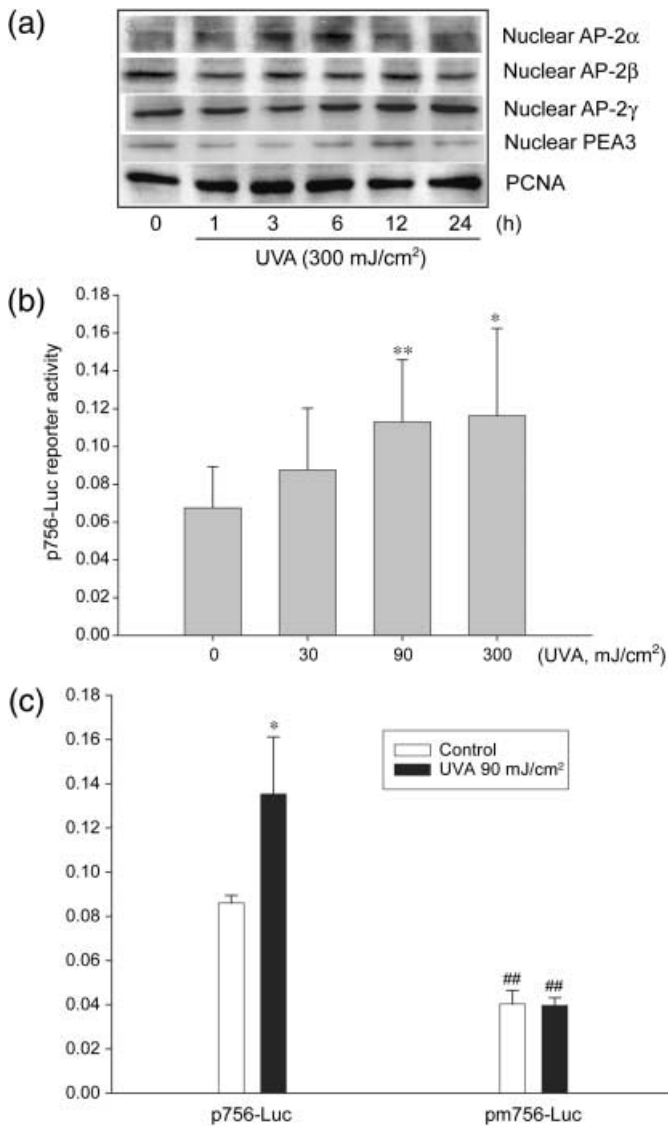 (a)
Nuclear AP-2α
Nuclear AP-2β
Nuclear AP-2γ
Nuclear PEA3
PCNA
0 1 3 6 12 24 (h)
UVA (300 mJ/cm²)
(b)
p756-Luc reporter activity
0.18
0.16
0.14
0.12
0.10
0.08
0.06
0.04
0.02
0.00
** *
0 30 90 300 (UVA, mJ/cm²)
(c)
0.18
0.16
0.14
0.12
0.10
0.08
0.06
0.04
0.02
0.00
*
Control
UVA 90 mJ/cm²
## ##
p756-Luc pm756-Luc